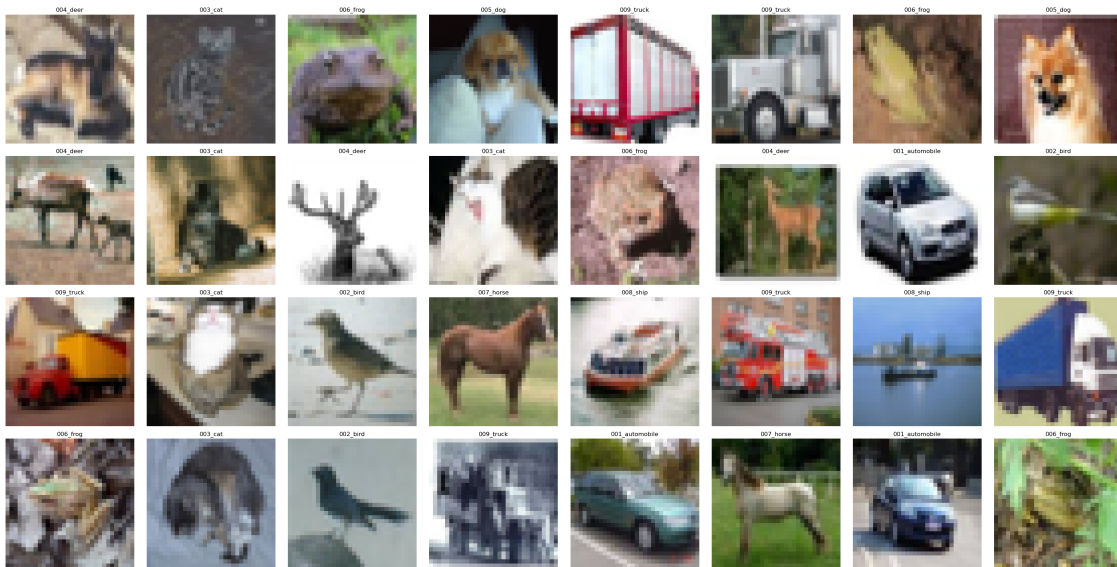 004_deer 003_cat 006_frog 005_dog 009_truck 009_truck 006_frog 005_dog
004_deer 003_cat 004_deer 003_cat 006_frog 004_deer 001_automobile 002_bird
009_truck 003_cat 002_bird 007_horse 008_ship 009_truck 008_ship 009_truck
006_frog 003_cat 002_bird 009_truck 001_automobile 007_horse 001_automobile 006_frog